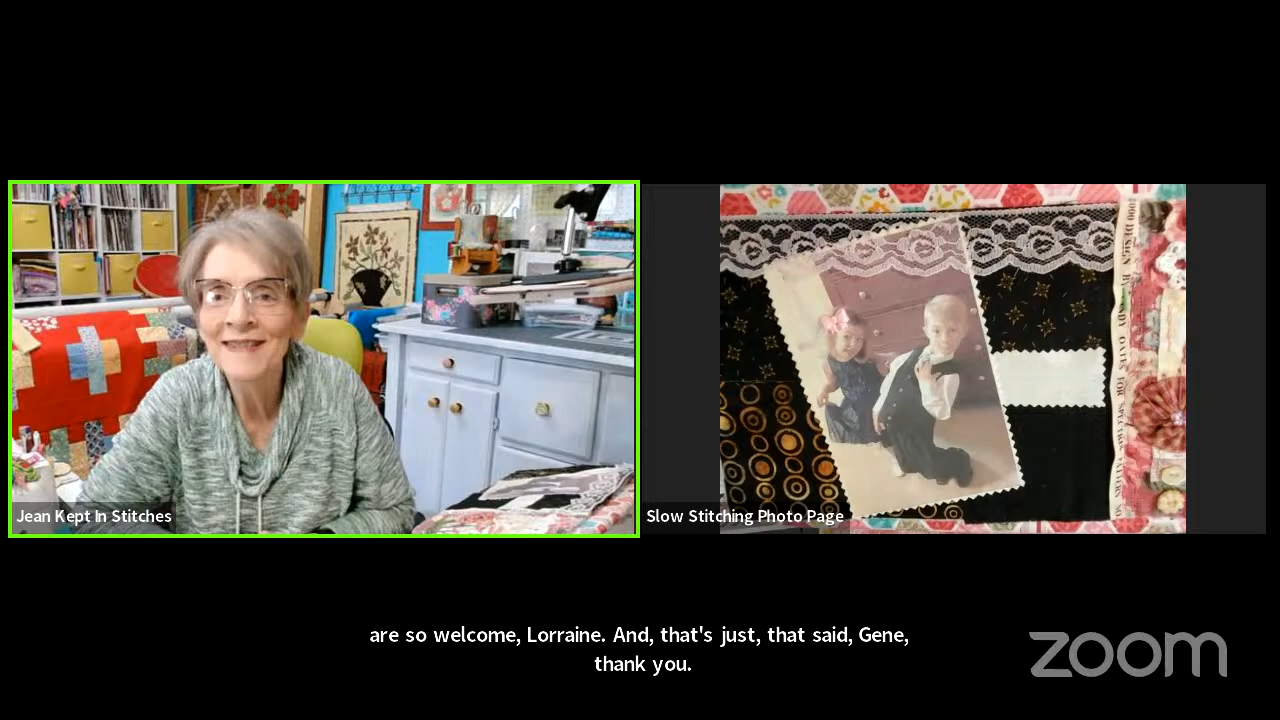 Jean Kept In Stitches
Slow Stitching Photo Page
are so welcome, Lorraine. And, that's just, that said, Gene,
thank you.
zoom